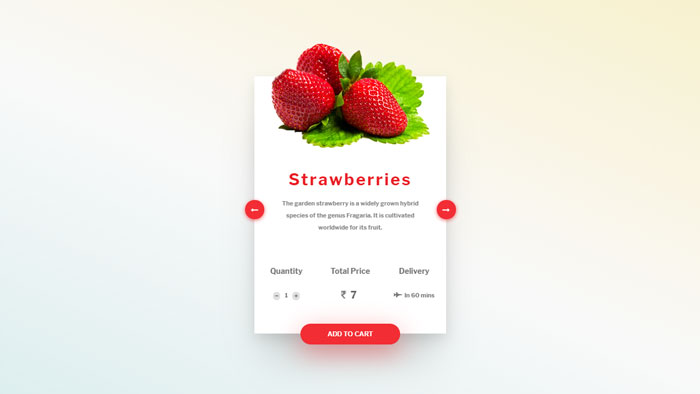 Strawberries
The garden strawberry is a widely grown hybrid
species of the genus Fragaria. It is cultivated
worldwide for its fruit.
Quantity Total Price Delivery
− 1 + ₹ 7 In 60 mins
ADD TO CART